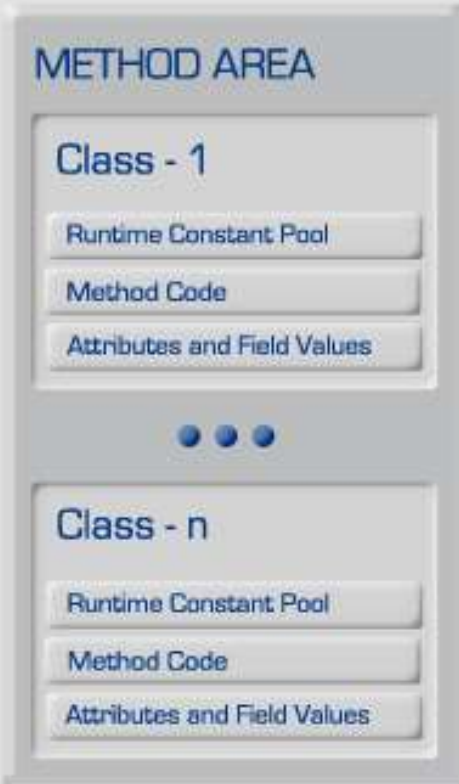 METHOD AREA
Class - 1
Runtime Constant Pool
Method Code
Attributes and Field Values
Class - n
Runtime Constant Pool
Method Code
Attributes and Field Values